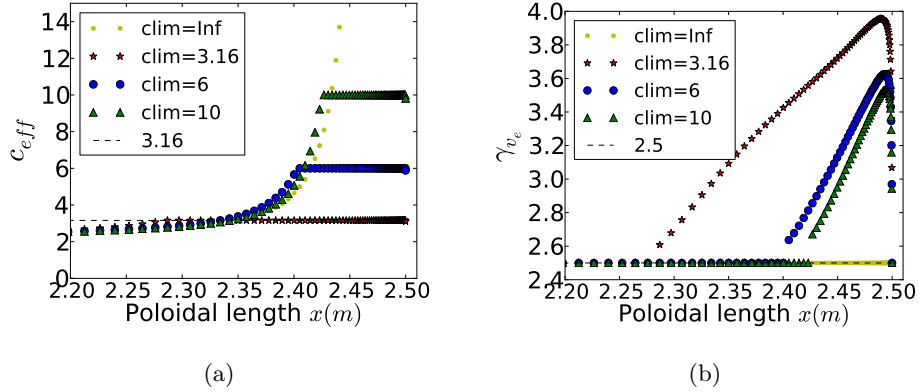 14
12
10
8
6
4
2
0
c_eff
clim=Inf
clim=3.16
clim=6
clim=10
3.16
2.20 2.25 2.30 2.35 2.40 2.45 2.50
Poloidal length x(m)
(a)
4.0
3.8
3.6
3.4
3.2
3.0
2.8
2.6
2.4
γ_{v_e}
clim=Inf
clim=3.16
clim=6
clim=10
2.5
2.20 2.25 2.30 2.35 2.40 2.45 2.50
Poloidal length x(m)
(b)